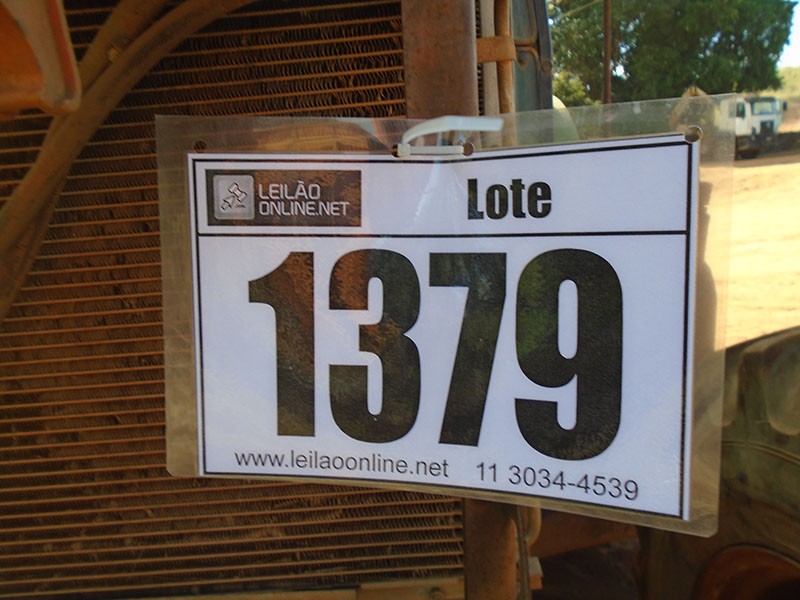 LEILÃO
ONLINE.NET
Lote
1379
www.leilaoonline.net 11 3034-4539